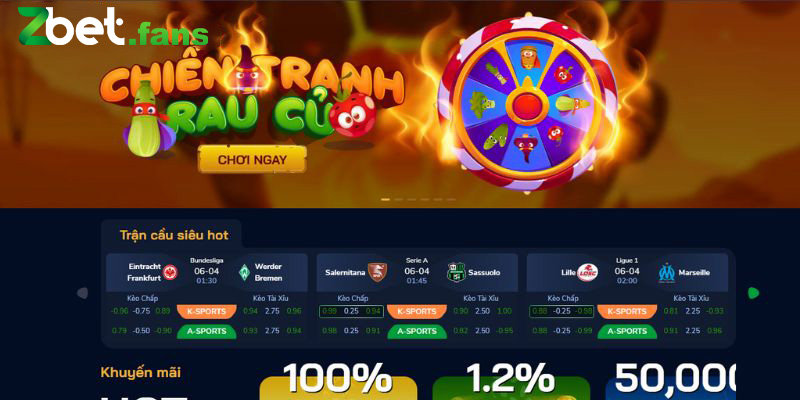 Zbet.fans
CHIẾN TRANH
RAU CỦ
CHƠI NGAY
Trận cầu siêu hot
Eintracht Frankfurt
Bundesliga
06-04
01:30
Werder Bremen
Kèo Chấp
Kèo Tài Xỉu
-0.96 -0.75 0.89 K-SPORTS 0.94 2.75 0.96
0.79 -0.50 -0.90 A-SPORTS 0.93 2.75 0.94
Salernitana
Serie A
06-04
01:45
Sassuolo
Kèo Chấp
Kèo Tài Xỉu
0.99 0.25 0.94 K-SPORTS 0.90 2.50 1.00
0.98 0.25 0.91 A-SPORTS 0.82 2.50 -0.95
Lille
LOSC
Ligue 1
06-04
02:00
Marseille
Kèo Chấp
Kèo Tài Xỉu
0.88 -0.25 -0.98 K-SPORTS 0.81 2.25 -0.93
0.88 -0.25 -0.99 A-SPORTS 0.91 2.25 0.96
Khuyến mãi
100%
1.2%
50,000